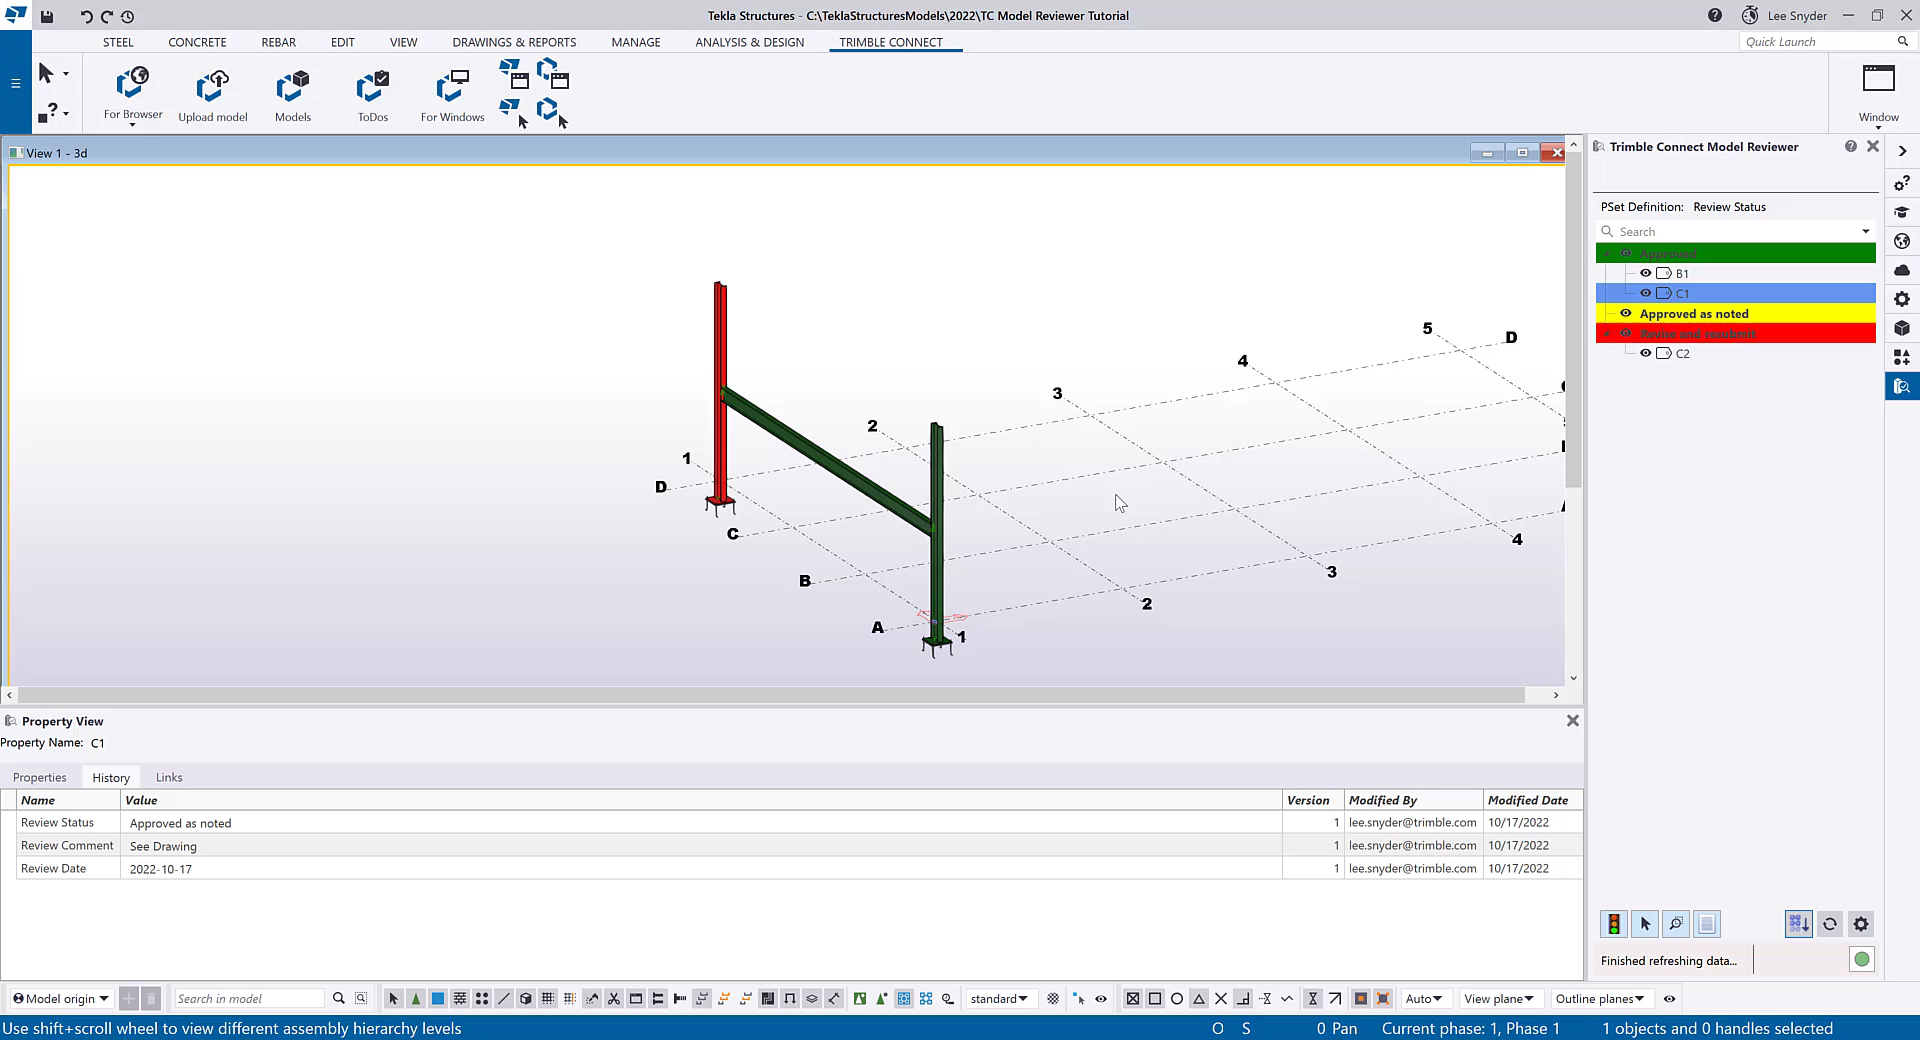 Tekla Structures - C:\TeklaStructuresModels\2022\TC Model Reviewer Tutorial
Lee Snyder
STEEL CONCRETE REBAR EDIT VIEW DRAWINGS & REPORTS MANAGE ANALYSIS & DESIGN TRIMBLE CONNECT
Quick Launch
For Browser
Upload model
Models
ToDos
For Windows
Window
View 1 - 3d
5
D
4
3
2
1
D
C
B
A
1
2
3
4
Trimble Connect Model Reviewer
PSet Definition: Review Status
Search
Approved
B1
C1
Approved as noted
Revise and resubmit
C2
Finished refreshing data...
Property View
Property Name: C1
Properties History Links
Name Value Version Modified By Modified Date
Review Status Approved as noted 1 lee.snyder@trimble.com 10/17/2022
Review Comment See Drawing 1 lee.snyder@trimble.com 10/17/2022
Review Date 2022-10-17 1 lee.snyder@trimble.com 10/17/2022
Model origin
Search in model
standard
Auto
View plane
Outline planes
Use shift+scroll wheel to view different assembly hierarchy levels
O S 0 Pan Current phase: 1, Phase 1 1 objects and 0 handles selected